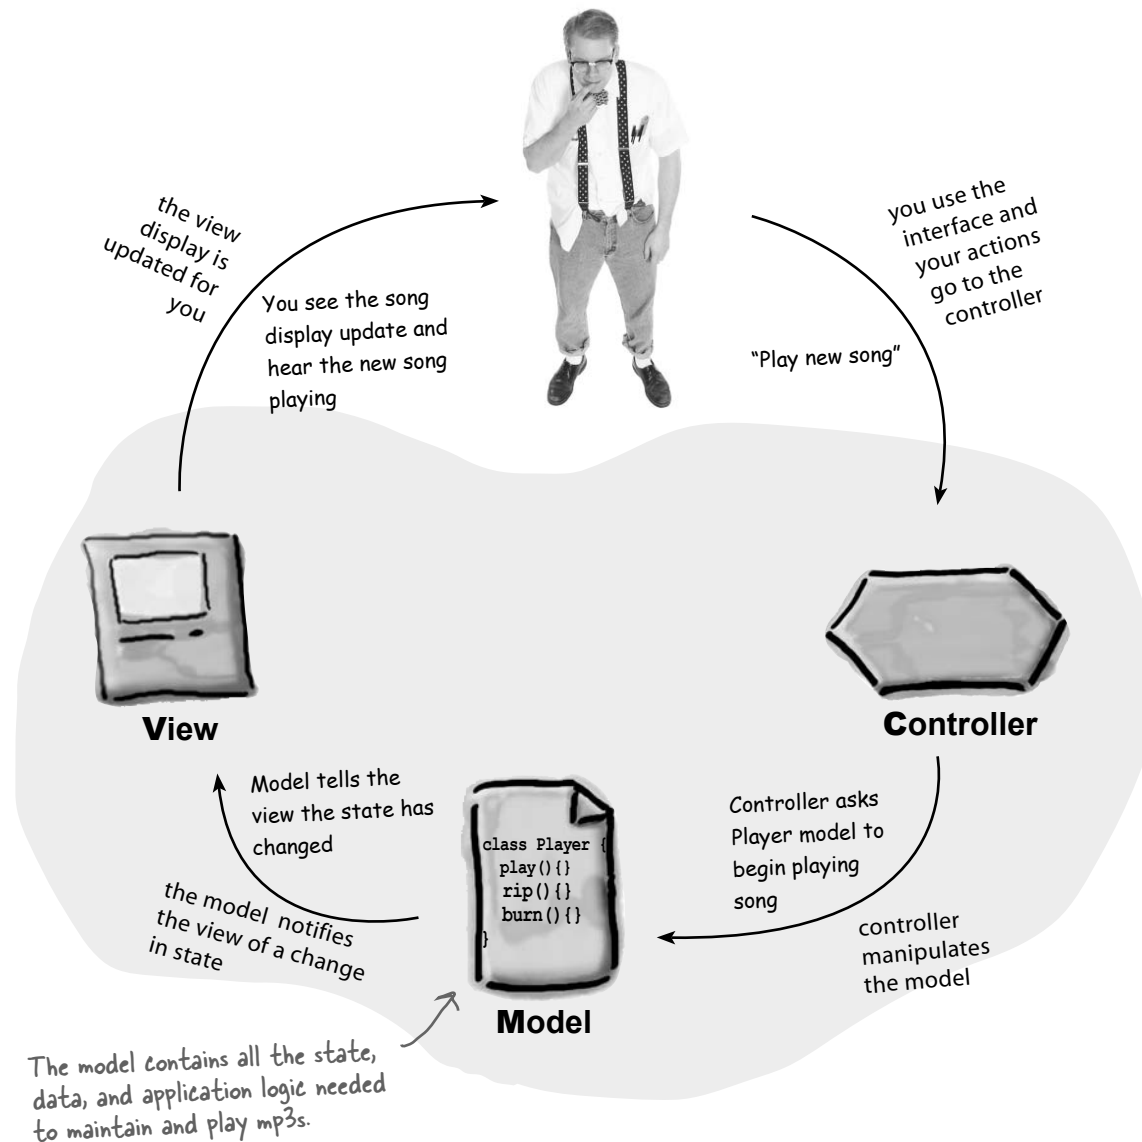 the view
display is
updated for
you
You see the song
display update and
hear the new song
playing
you use the
interface and
your actions
go to the
controller
“Play new song”
View
Controller
Model tells the
view the state has
changed
the model notifies
the view of a change
in state
class Player {
play(){}
rip(){}
burn(){}
}
Controller asks
Player model to
begin playing
song
controller
manipulates
the model
Model
The model contains all the state,
data, and application logic needed
to maintain and play mp3s.